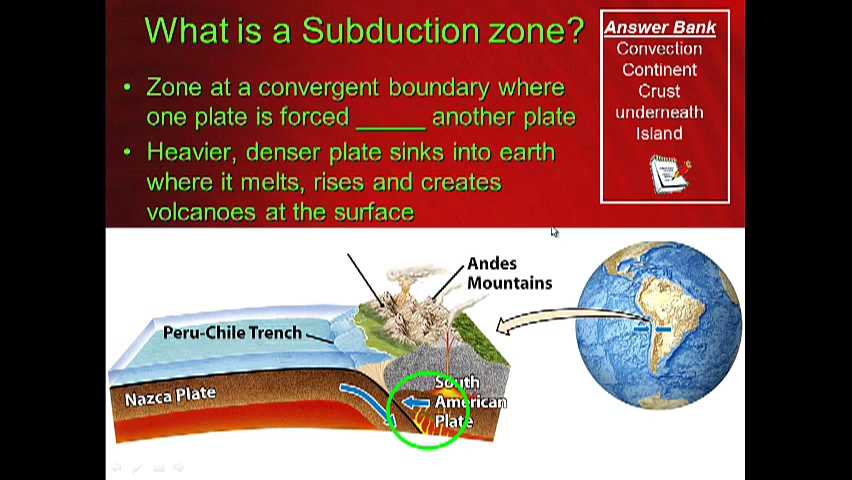 What is a Subduction zone?
• Zone at a convergent boundary where
one plate is forced _____ another plate
• Heavier, denser plate sinks into earth
where it melts, rises and creates
volcanoes at the surface
Answer Bank
Convection
Continent
Crust
underneath
Island
Andes
Mountains
Peru-Chile Trench
Nazca Plate
South
American
Plate